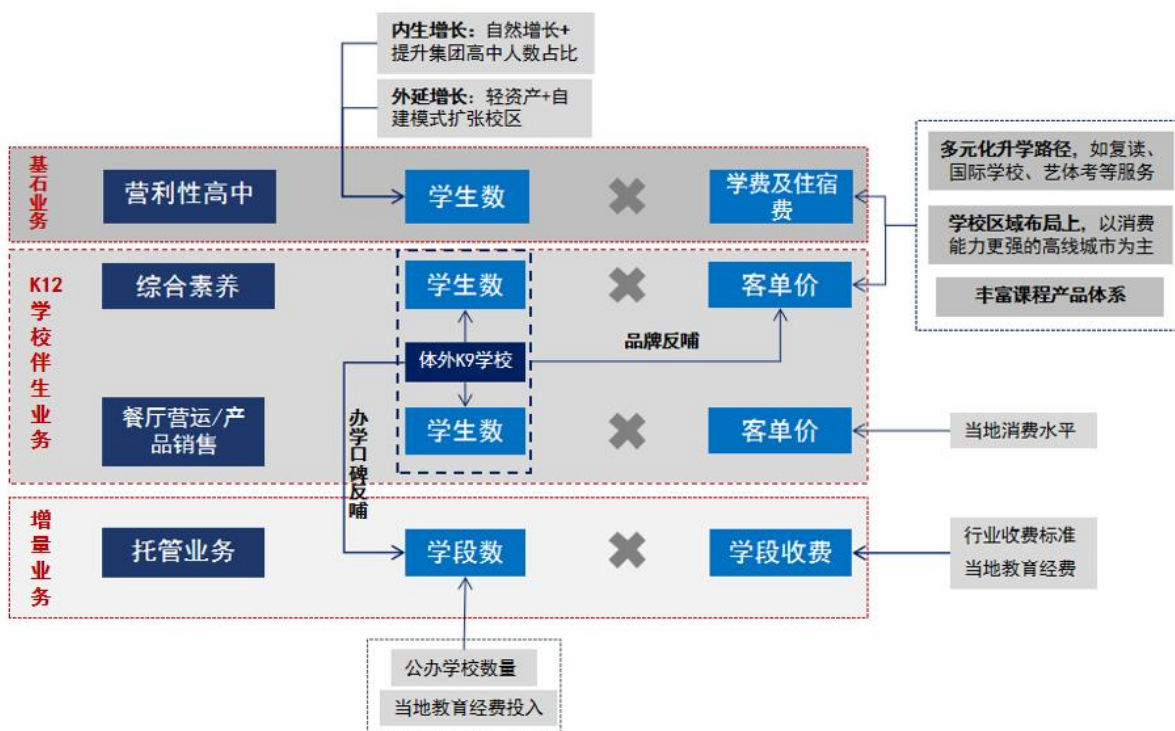 内生增长：自然增长+
提升集团高中人数占比
外延增长：轻资产+自
建模式扩张校区
基石业务
营利性高中
学生数
学费及住宿
费
多元化升学路径，如复读、
国际学校、艺体考等服务
学校区域布局上，以消费
能力更强的高线城市为主
丰富课程产品体系
K12学校伴生业务
综合素养
学生数
客单价
体外K9学校
品牌反哺
办学口碑反哺
餐厅营运/产
品销售
学生数
客单价
当地消费水平
增量业务
托管业务
学段数
学段收费
行业收费标准
当地教育经费
公办学校数量
当地教育经费投入